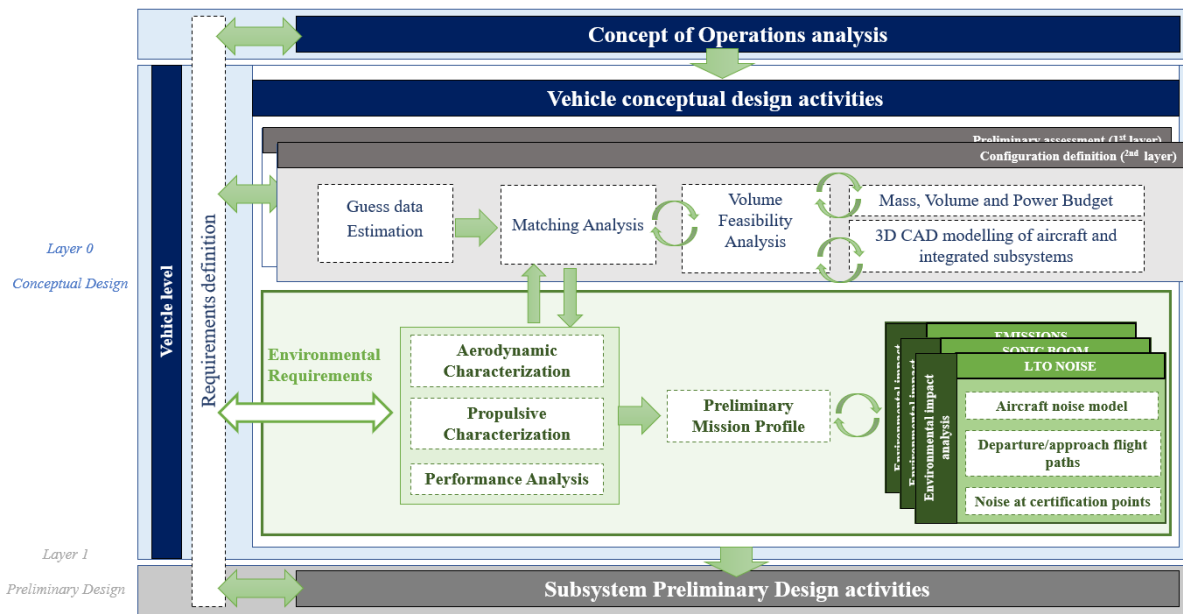 Concept of Operations analysis
Vehicle conceptual design activities
Preliminary assessment (1st layer)
Configuration definition (2nd layer)
Guess data
Estimation
Matching Analysis
Volume
Feasibility
Analysis
Mass, Volume and Power Budget
3D CAD modelling of aircraft and
integrated subsystems
Layer 0
Conceptual Design
Vehicle level
Requirements definition
Environmental
Requirements
Aerodynamic
Characterization
Propulsive
Characterization
Performance Analysis
Preliminary
Mission Profile
Environmental impact
EMISSIONS
Environmental impact
SONIC BOOM
Environmental impact
analysis
LTO NOISE
Aircraft noise model
Departure/approach flight
paths
Noise at certification points
Layer 1
Preliminary Design
Subsystem Preliminary Design activities